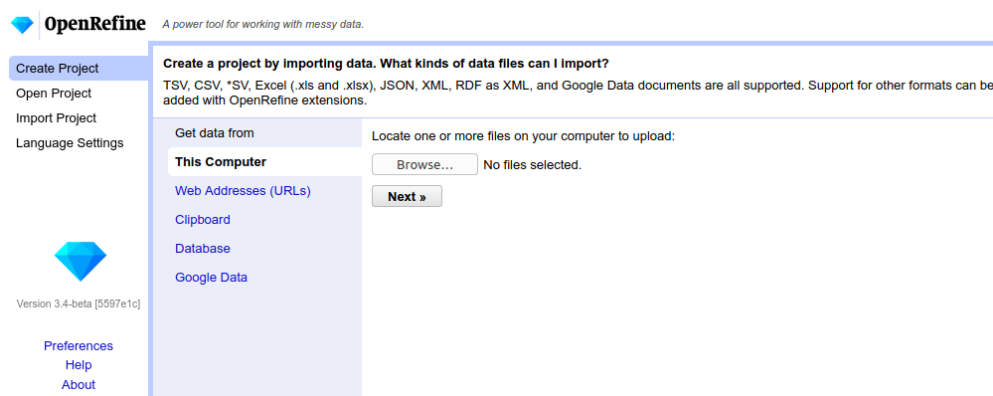 OpenRefine A power tool for working with messy data.
Create Project
Open Project
Import Project
Language Settings
Version 3.4-beta [5597e1c]
Preferences
Help
About
Create a project by importing data. What kinds of data files can I import?
TSV, CSV, *SV, Excel (.xls and .xlsx), JSON, XML, RDF as XML, and Google Data documents are all supported. Support for other formats can be
added with OpenRefine extensions.
Get data from
This Computer
Web Addresses (URLs)
Clipboard
Database
Google Data
Locate one or more files on your computer to upload:
Browse... No files selected.
Next »